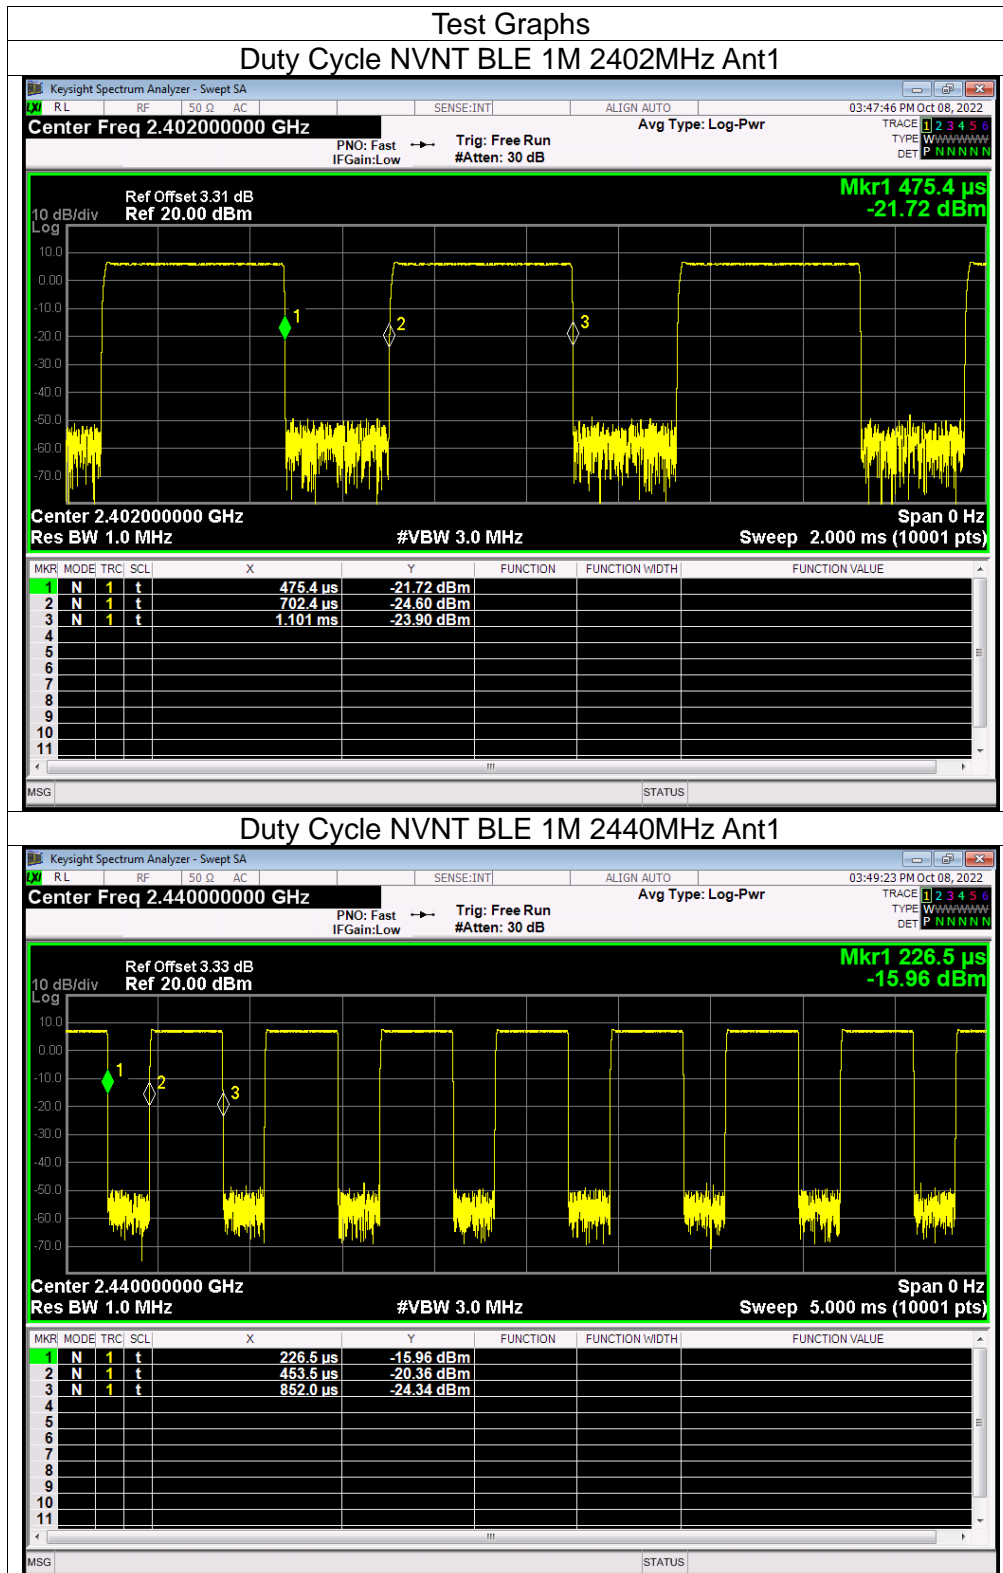 Test Graphs
Duty Cycle NVNT BLE 1M 2402MHz Ant1
Keysight Spectrum Analyzer - Swept SA
LXI RL RF 50 Ω AC SENSE:INT ALIGN AUTO 03:47:46 PM Oct 08, 2022
Center Freq 2.402000000 GHz Avg Type: Log-Pwr TRACE 1 2 3 4 5 6
PNO: Fast Trig: Free Run TYPE WWWWWW
IFGain:Low #Atten: 30 dB DET P N N N N N
Mkr1 475.4 µs
Ref Offset 3.31 dB
10 dB/div Ref 20.00 dBm -21.72 dBm
Log
10.0
0.00
-10.0
1
2
3
-20.0
-30.0
-40.0
-50.0
-60.0
-70.0
Center 2.402000000 GHz Span 0 Hz
Res BW 1.0 MHz #VBW 3.0 MHz Sweep 2.000 ms (10001 pts)
MKR MODE TRC SCL X Y FUNCTION FUNCTION WIDTH FUNCTION VALUE
1 N 1 t 475.4 µs -21.72 dBm
2 N 1 t 702.4 µs -24.60 dBm
3 N 1 t 1.101 ms -23.90 dBm
4
5
6
7
8
9
10
11
MSG STATUS
Duty Cycle NVNT BLE 1M 2440MHz Ant1
Keysight Spectrum Analyzer - Swept SA
LXI RL RF 50 Ω AC SENSE:INT ALIGN AUTO 03:49:23 PM Oct 08, 2022
Center Freq 2.440000000 GHz Avg Type: Log-Pwr TRACE 1 2 3 4 5 6
PNO: Fast Trig: Free Run TYPE WWWWWW
IFGain:Low #Atten: 30 dB DET P N N N N N
Mkr1 226.5 µs
Ref Offset 3.33 dB
10 dB/div Ref 20.00 dBm -15.96 dBm
Log
10.0
0.00
1
2
-10.0
3
-20.0
-30.0
-40.0
-50.0
-60.0
-70.0
Center 2.440000000 GHz Span 0 Hz
Res BW 1.0 MHz #VBW 3.0 MHz Sweep 5.000 ms (10001 pts)
MKR MODE TRC SCL X Y FUNCTION FUNCTION WIDTH FUNCTION VALUE
1 N 1 t 226.5 µs -15.96 dBm
2 N 1 t 453.5 µs -20.36 dBm
3 N 1 t 852.0 µs -24.34 dBm
4
5
6
7
8
9
10
11
MSG STATUS